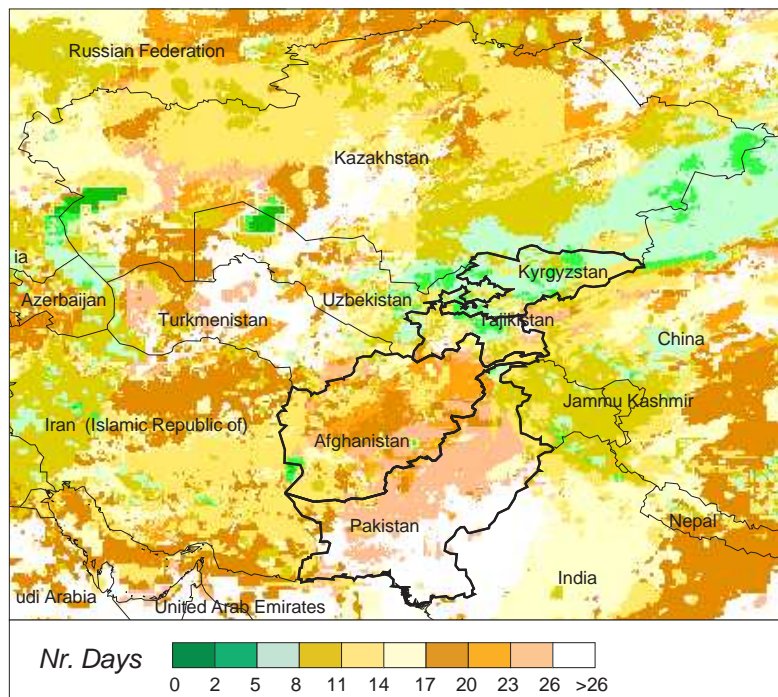 Russian Federation
Kazakhstan
ia
Kyrgyzstan
Azerbaijan
Uzbekistan
Turkmenistan
Tajikistan
China
Jammu Kashmir
Iran (Islamic Republic of)
Afghanistan
Pakistan
Nepal
India
udi Arabia
United Arab Emirates
Nr. Days
0 2 5 8 11 14 17 20 23 26 >26